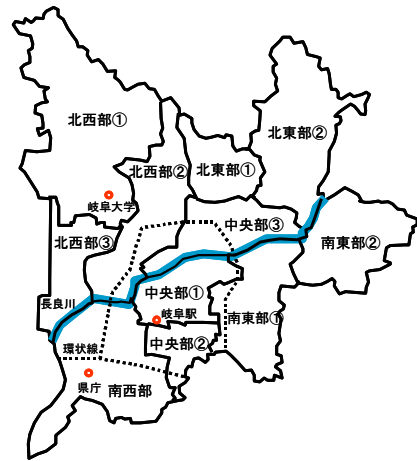 北西部①
北東部②
北西部②
北東部①
岐阜大学
中央部③
北西部③
南東部②
中央部①
長良川
岐阜駅
南東部①
中央部②
環状線
県庁
南西部